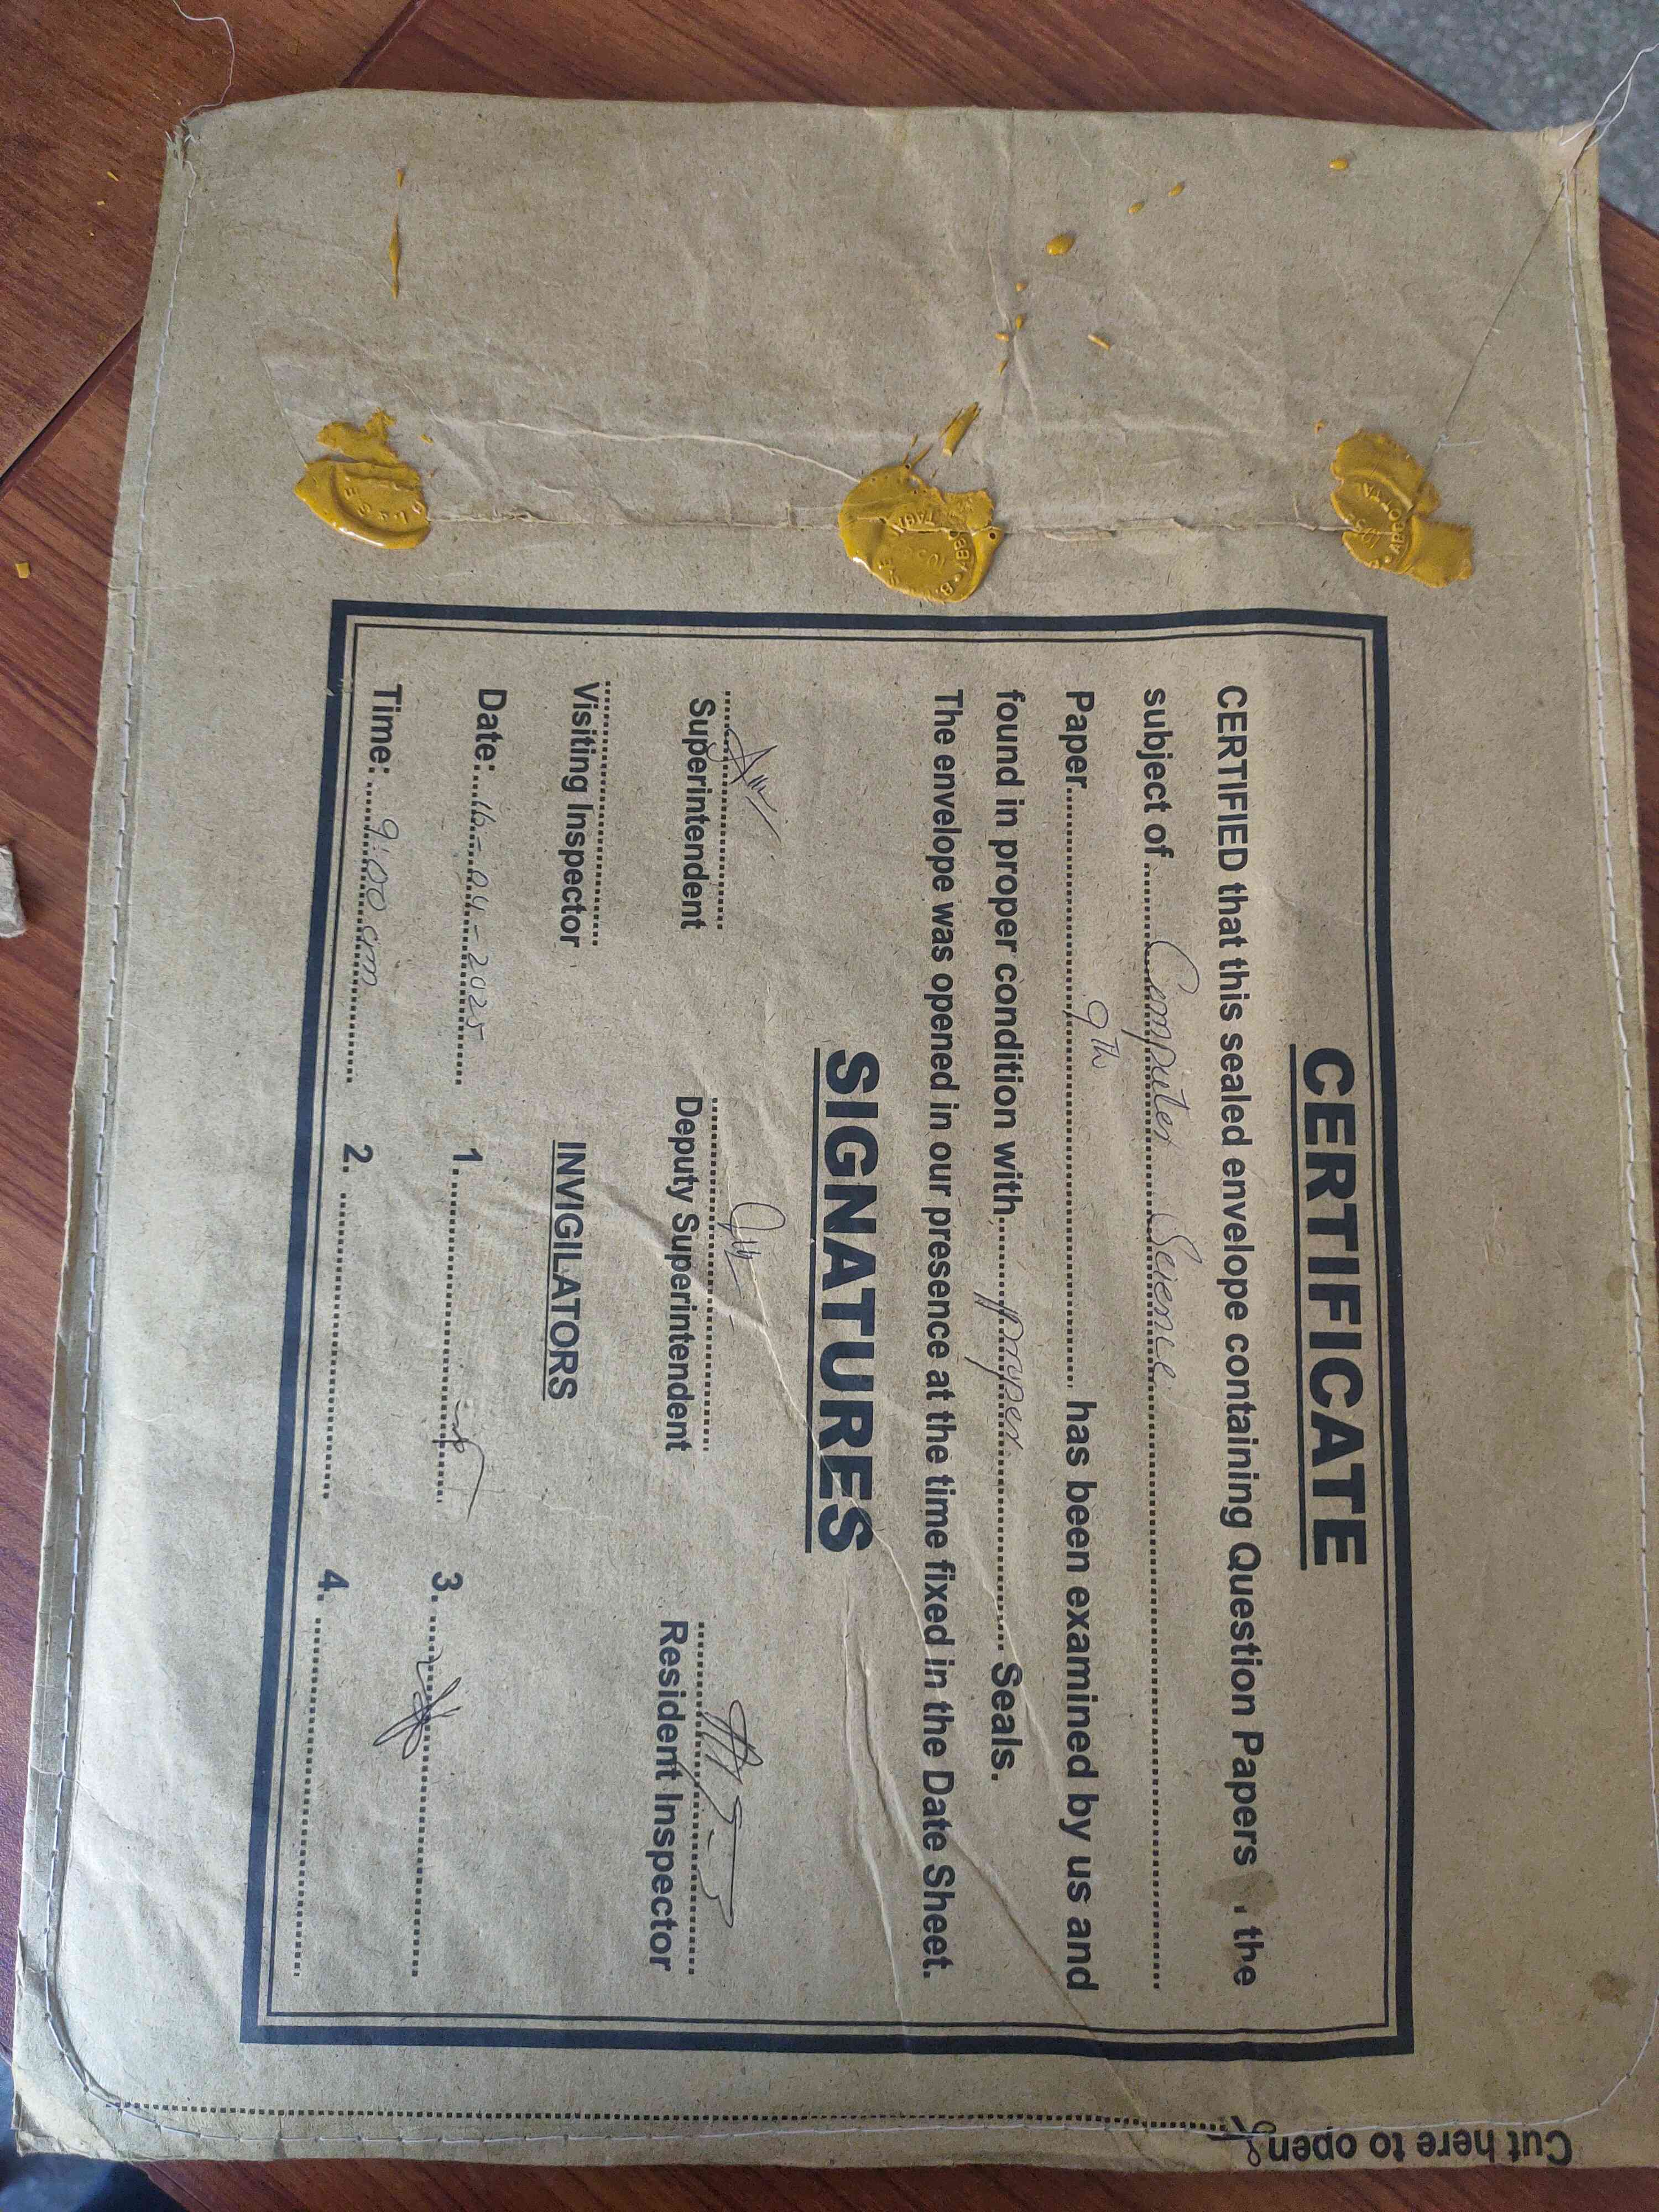 CERTIFICATE
CERTIFIED that this sealed envelope containing Question Papers the
subject of Computer Science
Paper 9th has been examined by us and
found in proper condition with proper Seals.
The envelope was opened in our presence at the time fixed in the Date Sheet.
SIGNATURES
Superintendent Deputy Superintendent Resident Inspector
Visiting Inspector INVIGILATORS
Date: 16-04-2025 1. 3.
Time: 9:00 am 2. 4.
Cut here to open